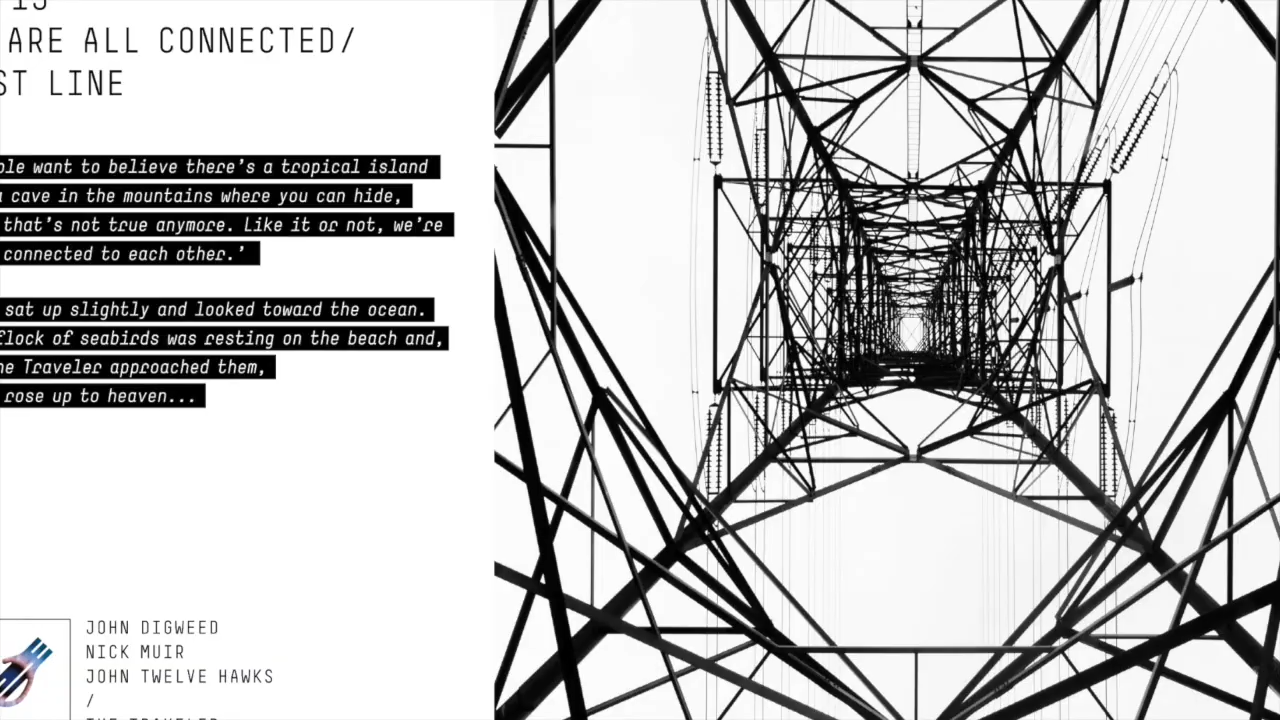 ARE ALL CONNECTED/
ST LINE
want to believe there's a tropical island
cave in the mountains where you can hide,
that's not true anymore. Like it or not, we're
connected to each other.'
sat up slightly and looked toward the ocean.
flock of seabirds was resting on the beach and,
Traveler approached them,
rose up to heaven...
JOHN DIGWEED
NICK MUIR
JOHN TWELVE HAWKS
/
THE TRAVELER